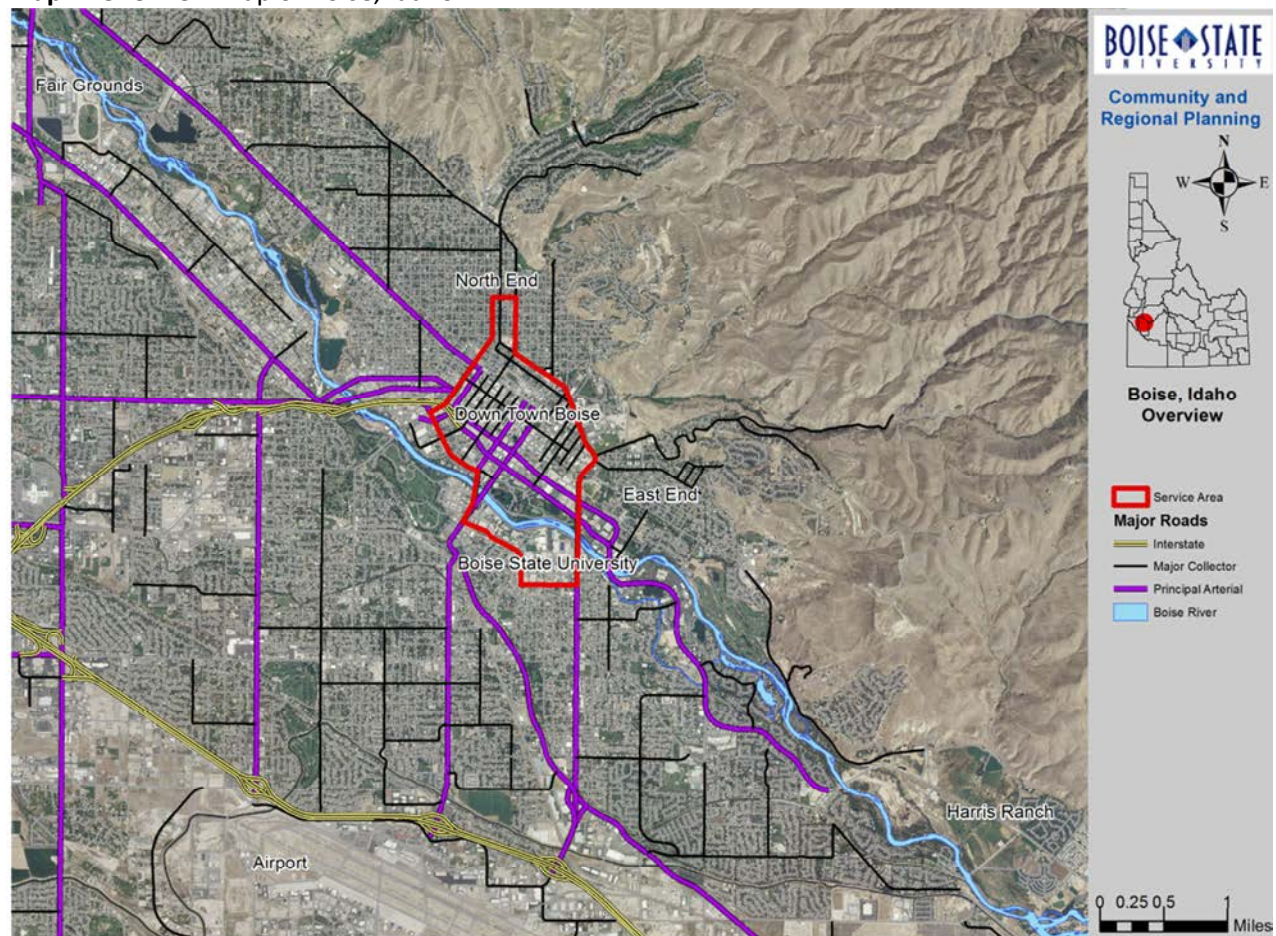 Fair Grounds
North End
Down Town Boise
East End
Boise State University
Harris Ranch
Airport
BOISE STATE
UNIVERSITY
Community and
Regional Planning
N
W E
S
Boise, Idaho
Overview
Service Area
Major Roads
Interstate
Major Collector
Principal Arterial
Boise River
0 0.25 0.5 1
Miles